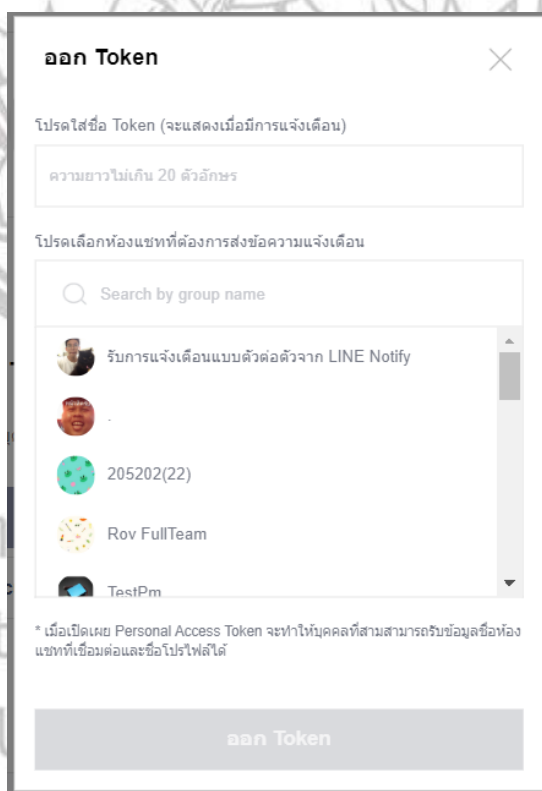 ออก Token
โปรดใส่ชื่อ Token (จะแสดงเมื่อมีการแจ้งเตือน)
ความยาวไม่เกิน 20 ตัวอักษร
โปรดเลือกห้องแชทที่ต้องการส่งข้อความแจ้งเตือน
Search by group name
รับการแจ้งเตือนแบบตัวต่อตัวจาก LINE Notify
.
205202(22)
Rov FullTeam
TestPm
* เมื่อเปิดเผย Personal Access Token จะทำให้บุคคลที่สามสามารถรับข้อมูลชื่อห้อง
แชทที่เชื่อมต่อและชื่อโปรไฟล์ได้
ออก Token